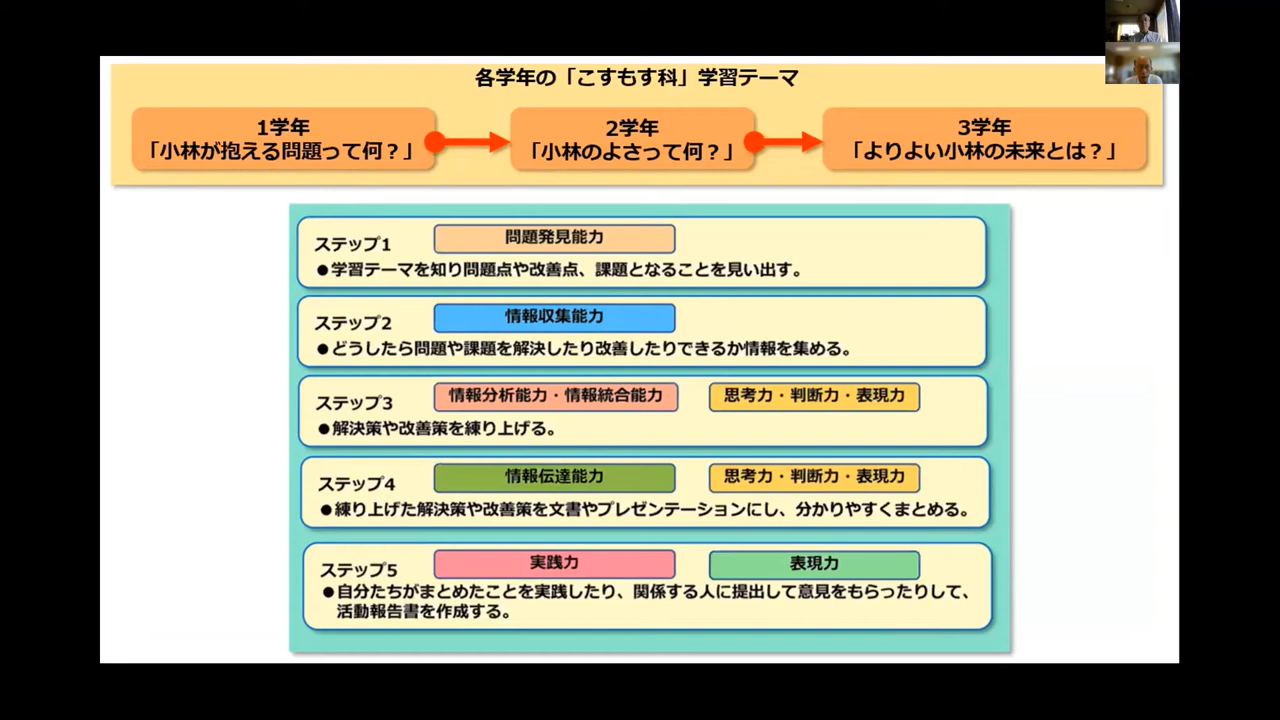 各学年の「こすもす科」学習テーマ
1学年
「小林が抱える問題って何？」
2学年
「小林のよさって何？」
3学年
「よりよい小林の未来とは？」
ステップ1
問題発見能力
●学習テーマを知り問題点や改善点、課題となることを見い出す。
ステップ2
情報収集能力
●どうしたら問題や課題を解決したり改善したりできるか情報を集める。
ステップ3
情報分析能力・情報統合能力
思考力・判断力・表現力
●解決策や改善策を練り上げる。
ステップ4
情報伝達能力
思考力・判断力・表現力
●練り上げた解決策や改善策を文書やプレゼンテーションにし、分かりやすくまとめる。
ステップ5
実践力
表現力
●自分たちがまとめたことを実践したり、関係する人に提出して意見をもらったりして、
活動報告書を作成する。